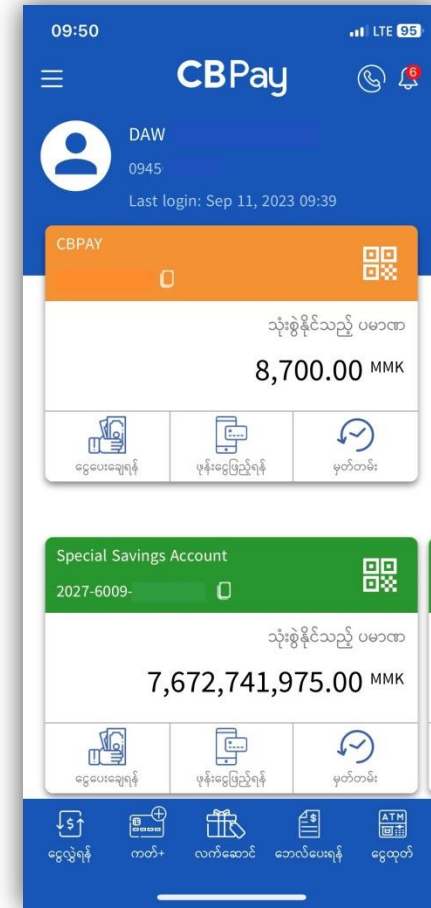 09:50
LTE 95
CBPay
6
DAW
0945
Last login: Sep 11, 2023 09:39
CBPAY
သုံးစွဲနိုင်သည့် ပမာဏ
8,700.00 MMK
ငွေပေးချေရန်
ဖုန်းငွေဖြည့်ရန်
မှတ်တမ်း
Special Savings Account
2027-6009-
သုံးစွဲနိုင်သည့် ပမာဏ
7,672,741,975.00 MMK
ငွေပေးချေရန်
ဖုန်းငွေဖြည့်ရန်
မှတ်တမ်း
ATM
ငွေလွှဲရန်
ကတ်+
လက်ဆောင်
ဘေလ်ပေးရန်
ငွေထုတ်